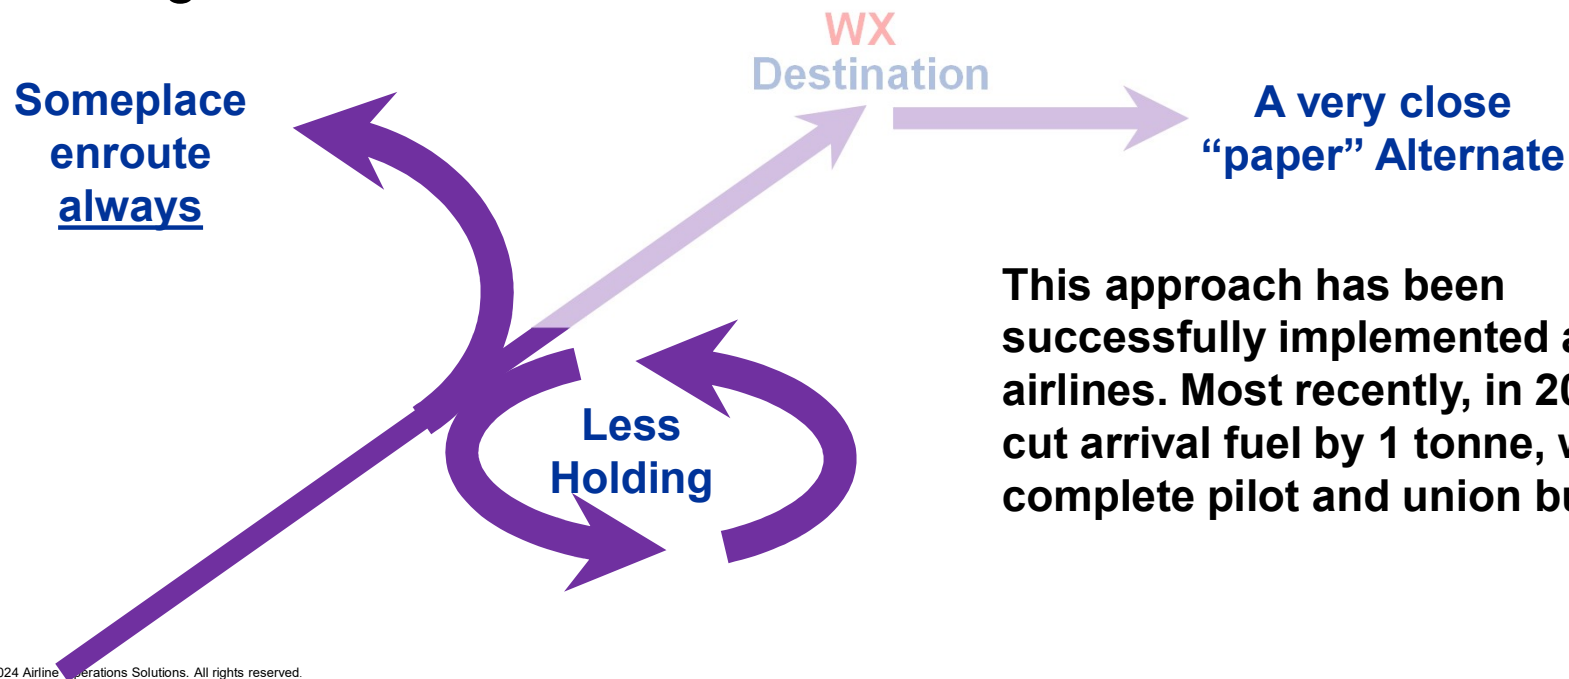 WX
Destination
Someplace
enroute
always
A very close
“paper” Alternate
This approach has been
successfully implemented
airlines. Most recently, in
cut arrival fuel by 1 tonne,
complete pilot and union
Less
Holding
Airline Solutions. All rights reserved.